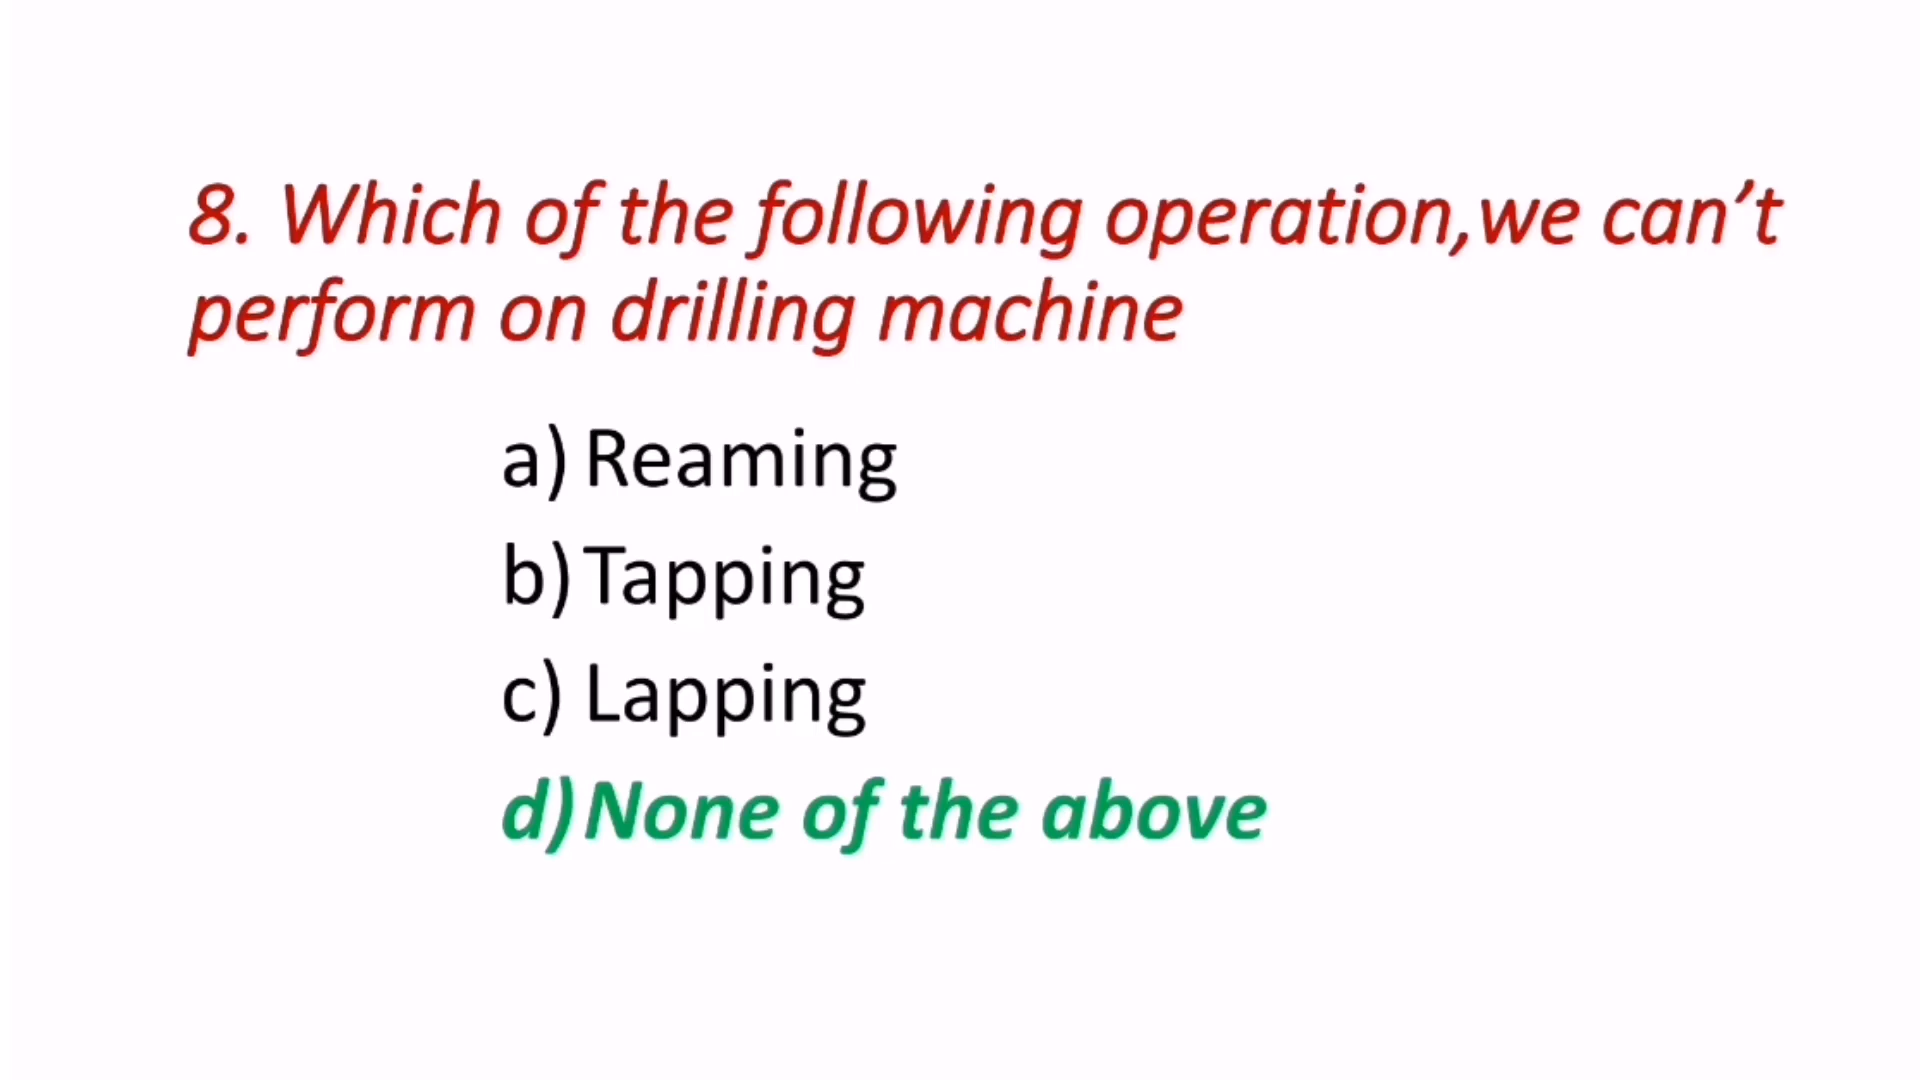 8. Which of the following operation,we can’t
perform on drilling machine
a) Reaming
b) Tapping
c) Lapping
d) None of the above